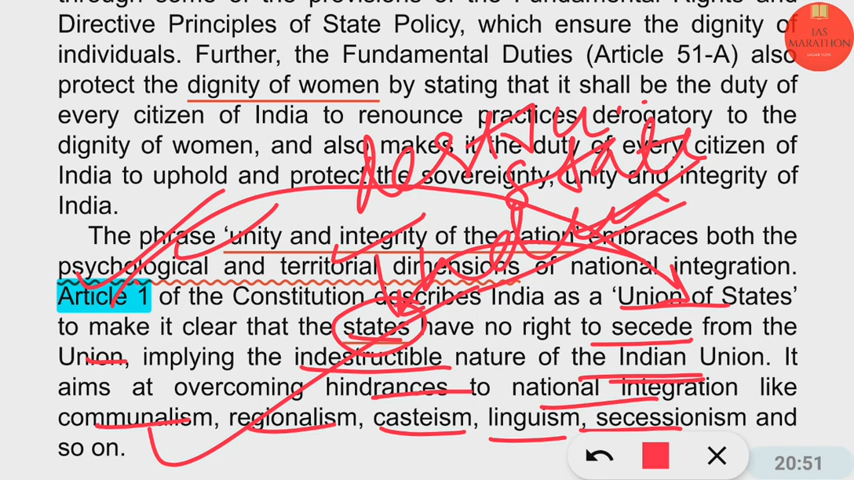 through some of the provisions of the Fundamental Rights and
Directive Principles of State Policy, which ensure the dignity of
individuals. Further, the Fundamental Duties (Article 51-A) also
protect the dignity of women by stating that it shall be the duty of
every citizen of India to renounce practices derogatory to the
dignity of women, and also makes it the duty of every citizen of
India to uphold and protect the sovereignty, unity and integrity of
India.
The phrase ‘unity and integrity of the nation’ embraces both the
psychological and territorial dimensions of national integration.
Article 1 of the Constitution describes India as a ‘Union of States’
to make it clear that the states have no right to secede from the
Union, implying the indestructible nature of the Indian Union. It
aims at overcoming hindrances to national integration like
communalism, regionalism, casteism, linguism, secessionism and
so on.
IAS
MARATHON
20:51